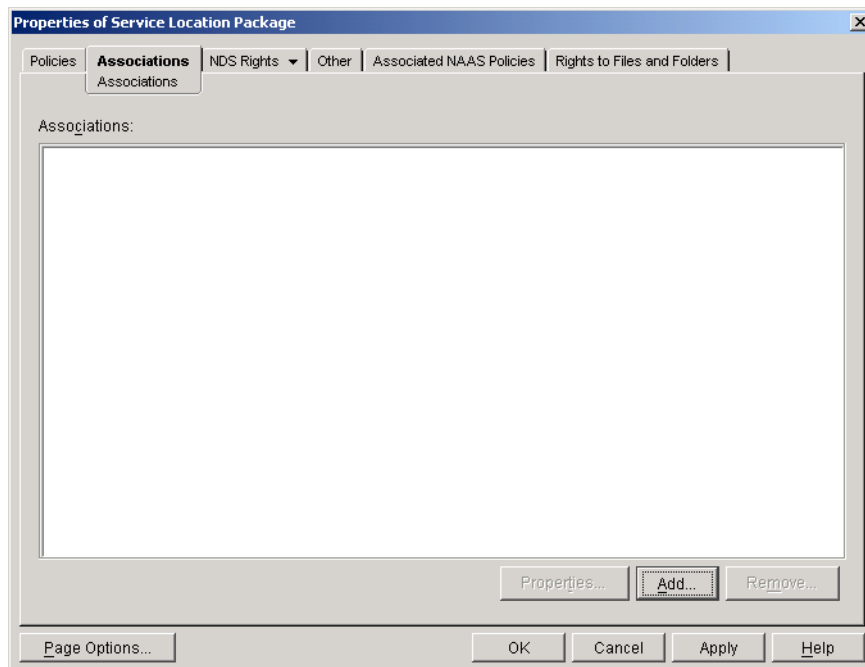 Properties of Service Location Package
Policies Associations NDS Rights Other Associated NAAS Policies Rights to Files and Folders
Associations
Associations:
Properties... Add... Remove...
Page Options... OK Cancel Apply Help